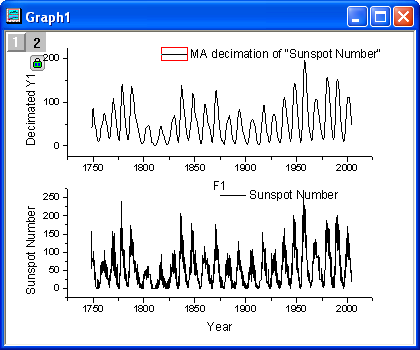 Graph1
1 2
MA decimation of "Sunspot Number"
Decimated Y1
200
100
0
1750 1800 1850 1900 1950 2000
F1
Sunspot Number
Sunspot Number
250
200
150
100
50
0
1750 1800 1850 1900 1950 2000
Year